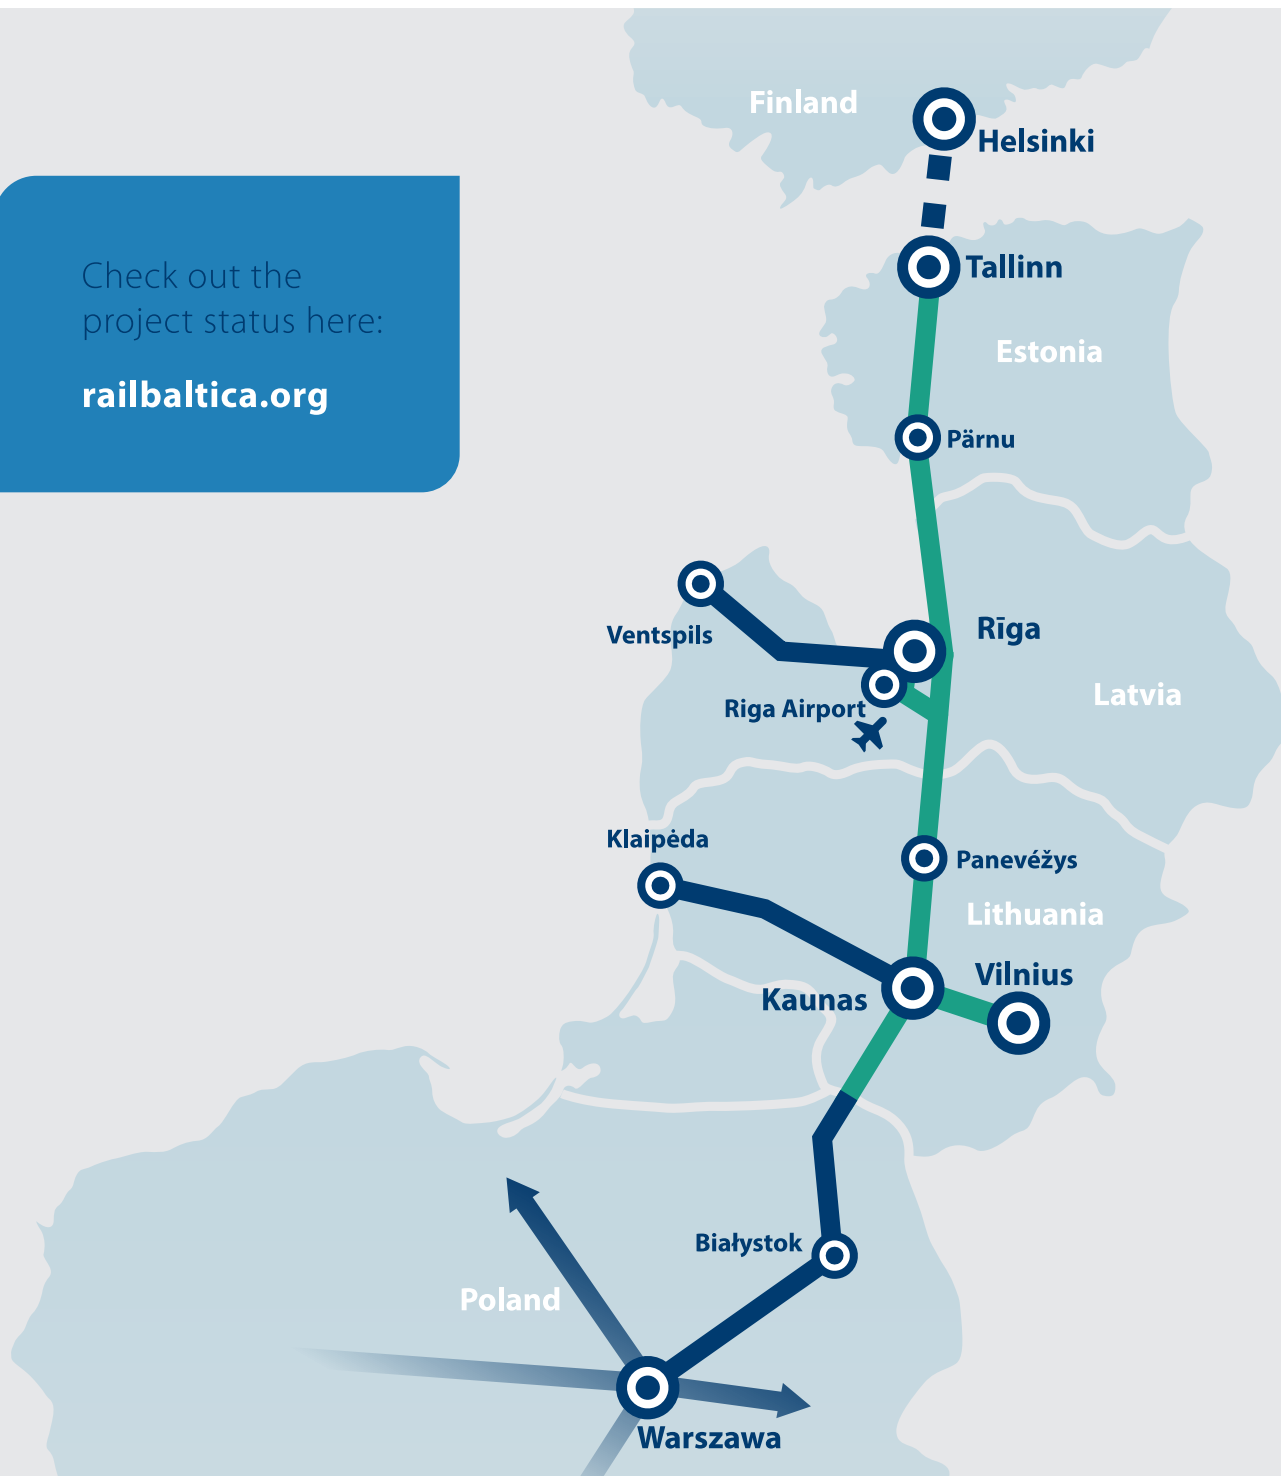 Finland
Helsinki
Check out the
project status here:
railbaltica.org
Tallinn
Estonia
Pärnu
Rīga
Ventspils
Latvia
Riga Airport
Klaipėda
Panevéžys
Lithuania
Vilnius
Kaunas
Białystok
Poland
Warszawa